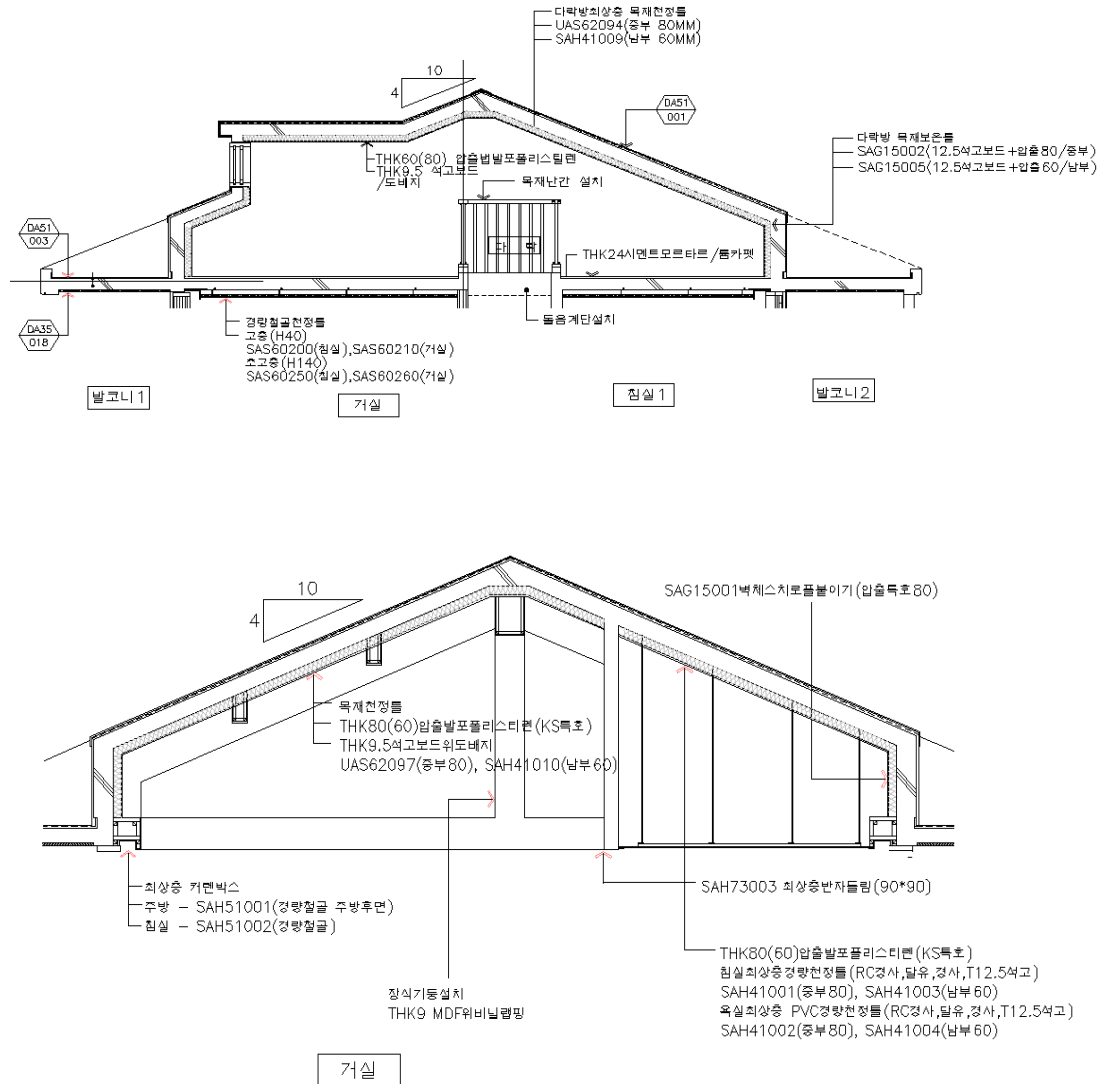 다락방최상층 목재천정틀
UAS62094(중부 80MM)
SAH41009(남부 60MM)
10
4
DA51
001
다락방 목재보온틀
SAG15002(12.5석고보드+압출80/중부)
SAG15005(12.5석고보드+압출60/남부)
THK60(80) 압출법발포폴리스틸렌
THK9.5 석고보드
/도배지
목재난간 설치
다 락
DA51
003
THK24시멘트모르타르/룸카펫
DA35
018
경량철골천정틀
고층(H40)
SAS60200(침실),SAS60210(거실)
초고층(H140)
SAS60250(침실),SAS60260(거실)
돌음계단설치
발코니1
거실
침실1
발코니2
10
4
SAG15001벽체스치로폴붙이기(압출특호80)
목재천정틀
THK80(60)압출발포폴리스티렌(KS특호)
THK9.5석고보드위도배지
UAS62097(중부80), SAH41010(남부60)
최상층 커텐박스
주방 - SAH51001(경량철골 주방후면)
침실 - SAH51002(경량철골)
SAH73003 최상층반자돌림(90*90)
장식기둥설치
THK9 MDF위비닐랩핑
THK80(60)압출발포폴리스티렌(KS특호)
침실최상층경량천정틀(RC경사,달유,경사,T12.5석고)
SAH41001(중부80), SAH41003(남부60)
욕실최상층 PVC경량천정틀(RC경사,달유,경사,T12.5석고)
SAH41002(중부80), SAH41004(남부60)
거실